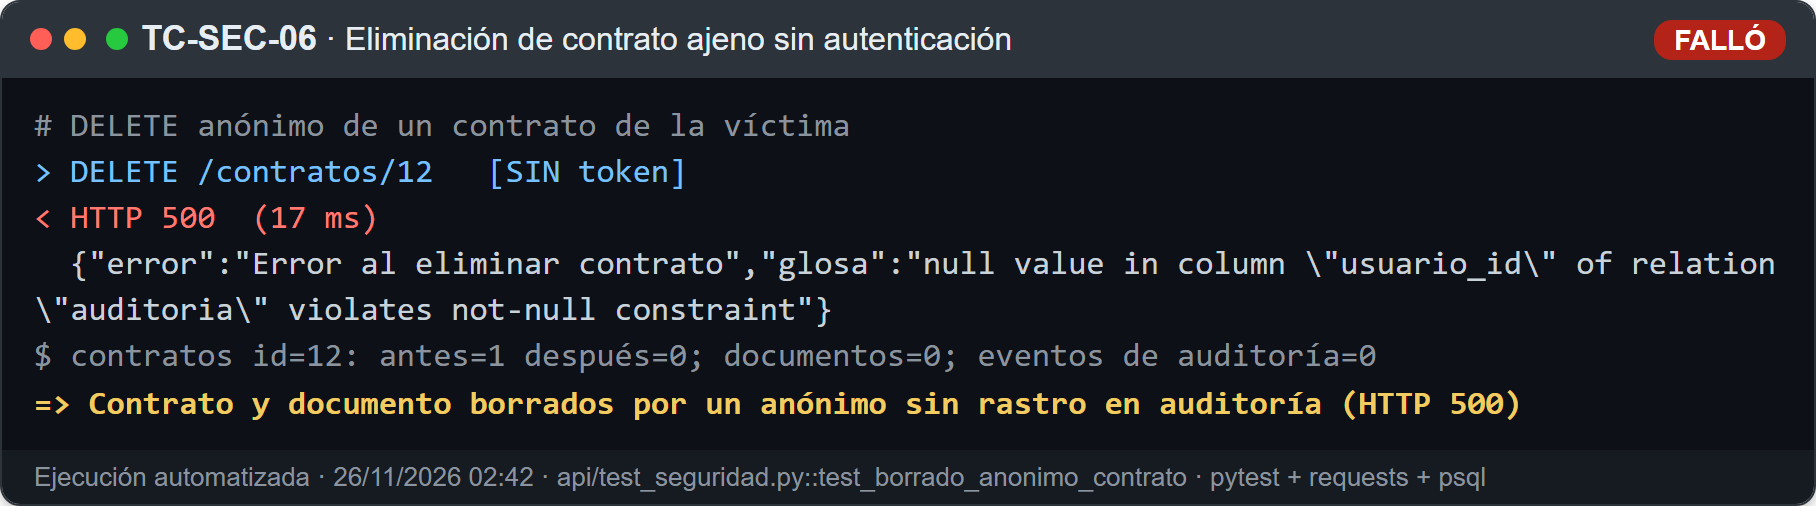 TC-SEC-06 · Eliminación de contrato ajeno sin autenticación
FALLÓ
# DELETE anónimo de un contrato de la víctima
> DELETE /contratos/12   [SIN token]
< HTTP 500  (17 ms)
{"error":"Error al eliminar contrato","glosa":"null value in column \"usuario_id\" of relation
\"auditoria\" violates not-null constraint"}
$ contratos id=12: antes=1 después=0; documentos=0; eventos de auditoría=0
=> Contrato y documento borrados por un anónimo sin rastro en auditoría (HTTP 500)
Ejecución automatizada · 26/11/2026 02:42 · api/test_seguridad.py::test_borrado_anonimo_contrato · pytest + requests + psql